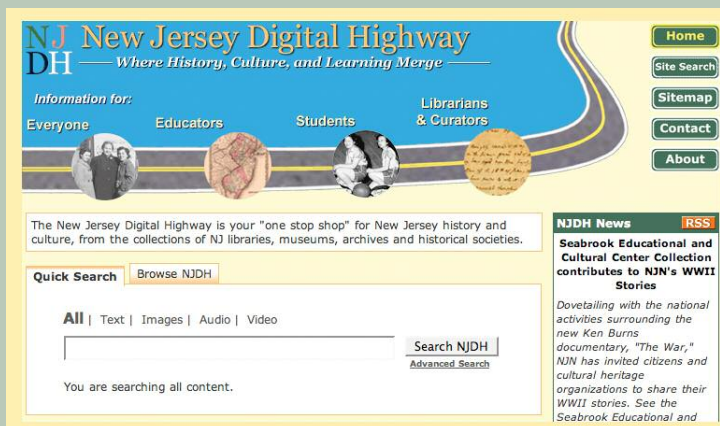 NJ DH New Jersey Digital Highway
Where History, Culture, and Learning Merge
Information for:
Everyone
Educators
Students
Librarians
& Curators
Home
Site Search
Sitemap
Contact
About
The New Jersey Digital Highway is your "one stop shop" for New Jersey history and
culture, from the collections of NJ libraries, museums, archives and historical societies.
Quick Search
Browse NJDH
All | Text | Images | Audio | Video
Search NJDH
Advanced Search
You are searching all content.
NJDH News RSS
Seabrook Educational and
Cultural Center Collection
contributes to NJN's WWII
Stories
Dovetailing with the national
activities surrounding the
new Ken Burns
documentary, "The War,"
NJN has invited citizens and
cultural heritage
organizations to share their
WWII stories. See the
Seabrook Educational and